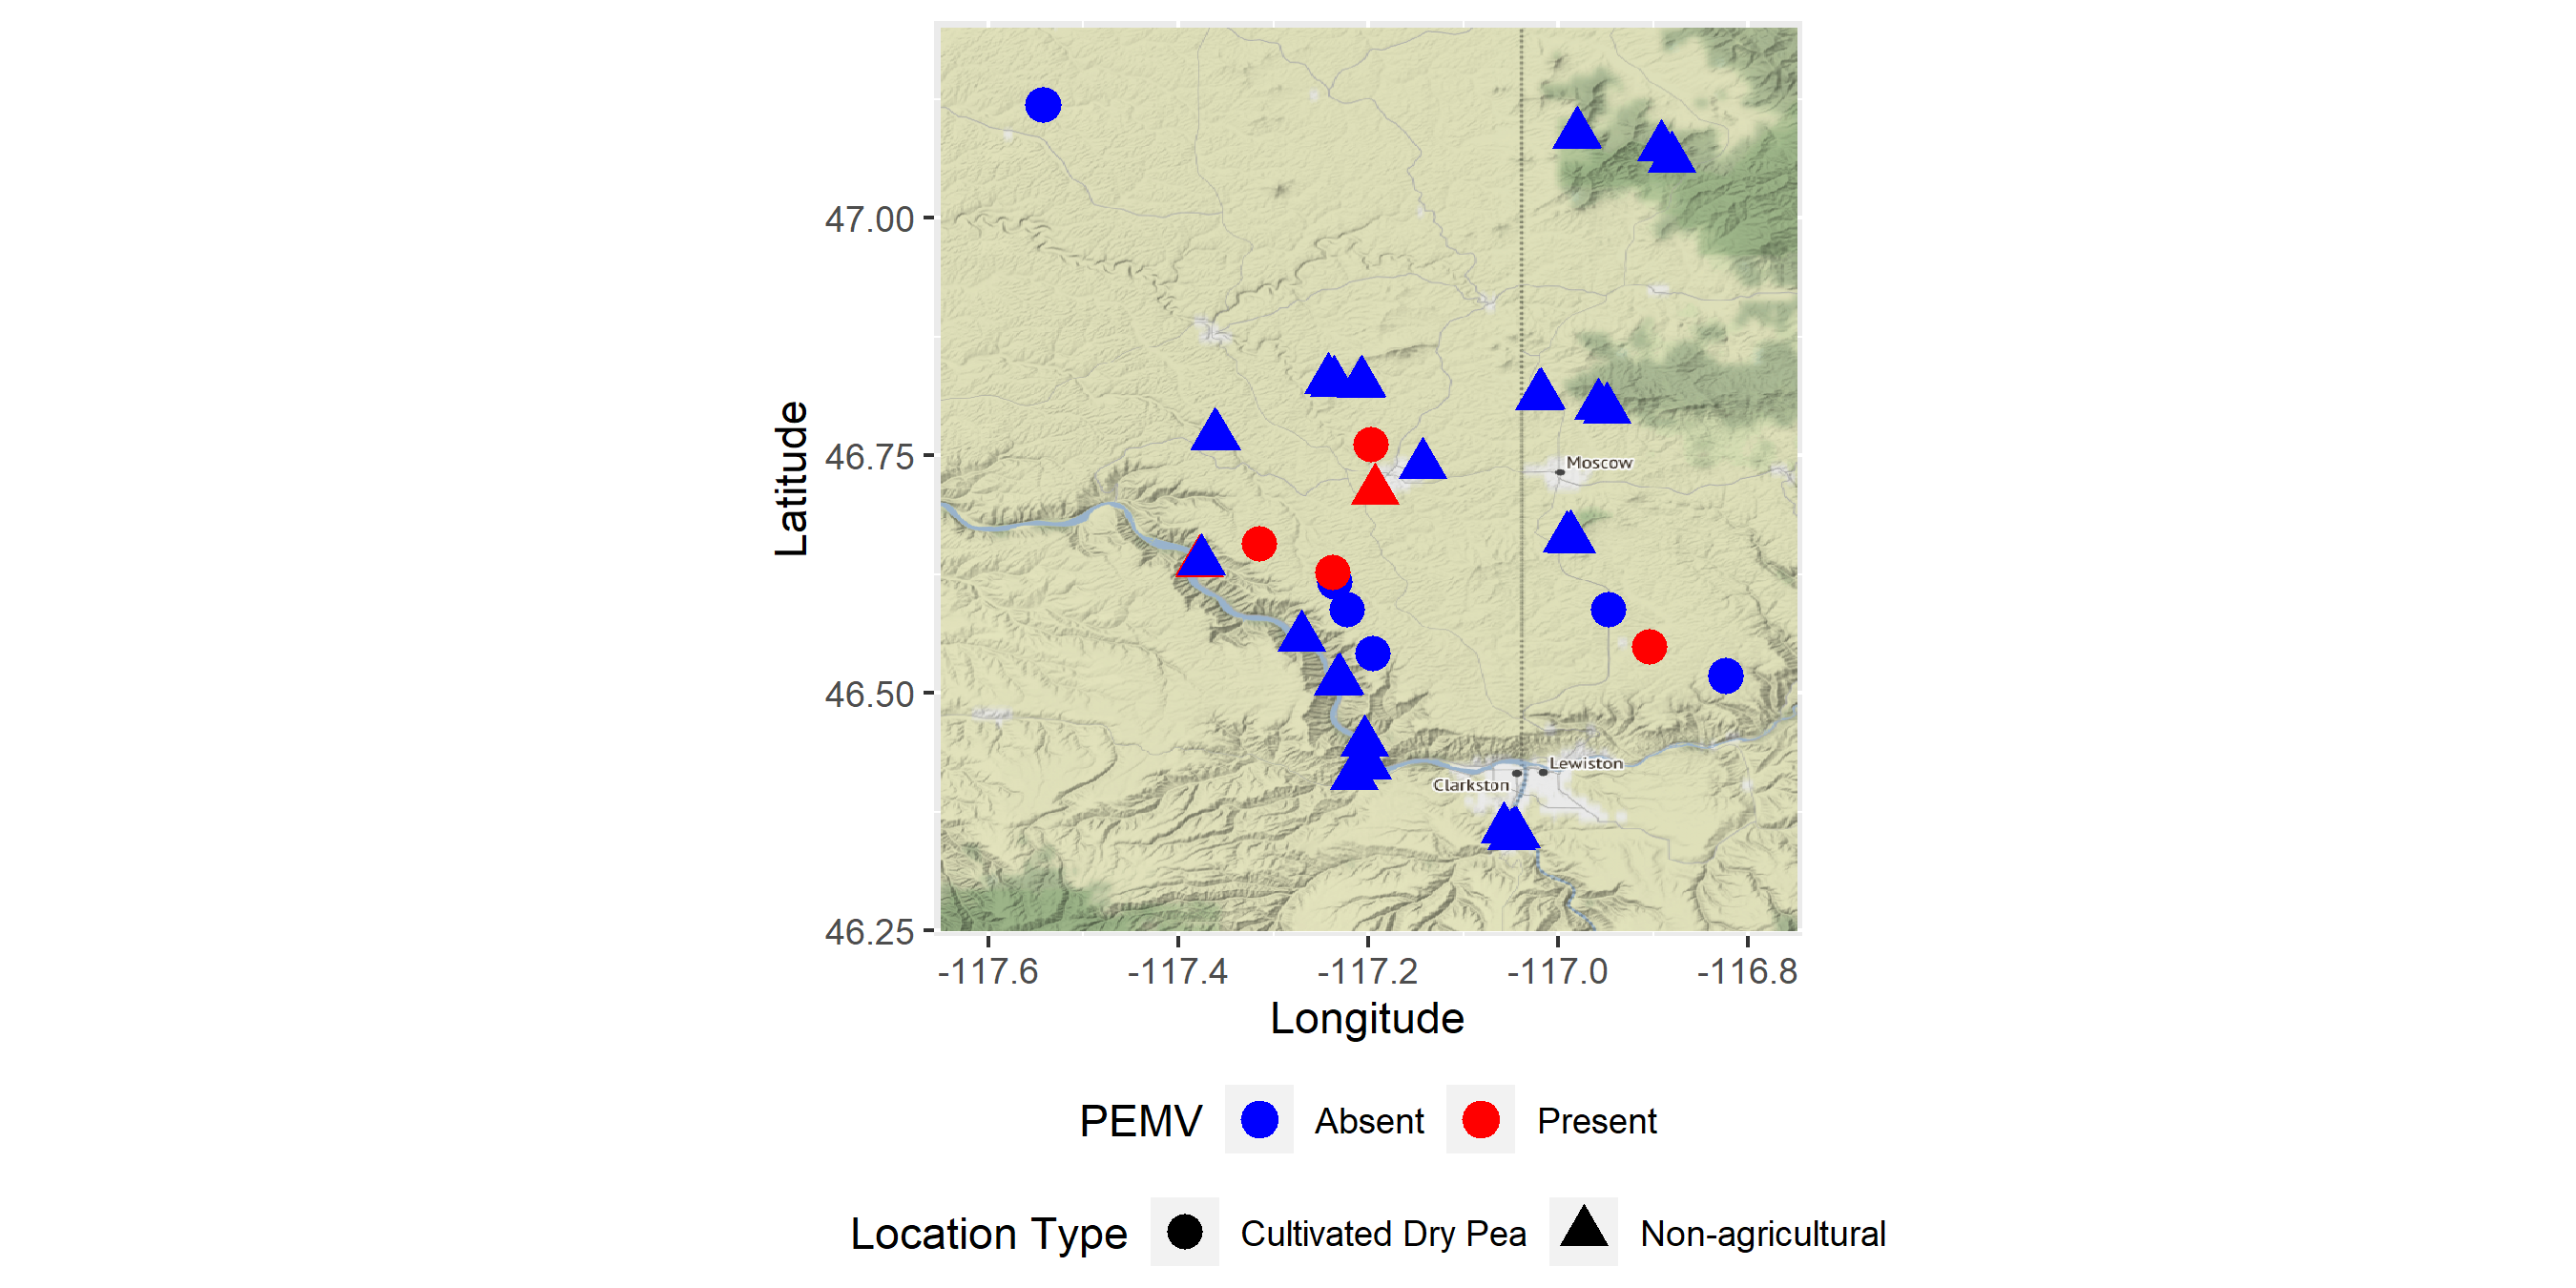 47.00
46.75
46.50
46.25
Latitude
Moscow
Lewiston
Clarkston
-117.6 -117.4 -117.2 -117.0 -116.8
Longitude
PEMV Absent Present
Location Type Cultivated Dry Pea Non-agricultural